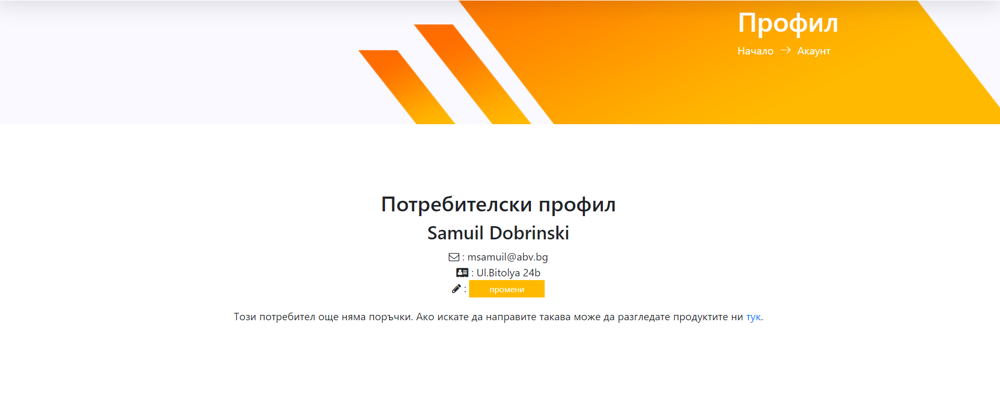 Профил
Начало → Акаунт
Потребителски профил
Samuil Dobrinski
: msamuil@abv.bg
: Ul.Bitolya 24b
: промени
Този потребител още няма поръчки. Ако искате да направите такава може да разгледате продуктите ни тук.